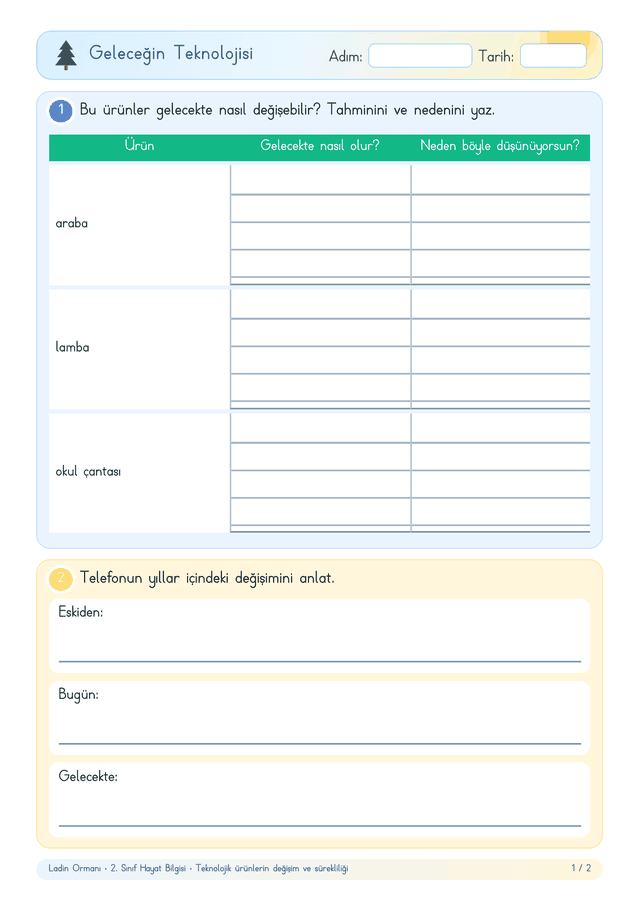 Geleceğin Teknolojisi
Adım:
Tarih:
1 Bu ürünler gelecekte nasıl değişebilir? Tahminini ve nedenini yaz.
Ürün Gelecekte nasıl olur? Neden böyle düşünüyorsun?
araba
lamba
okul çantası
2 Telefonun yıllar içindeki değişimini anlat.
Eskiden:
Bugün:
Gelecekte:
Ladin Ormanı • 2. Sınıf Hayat Bilgisi • Teknolojik ürünlerin değişim ve sürekliliği 1 / 2